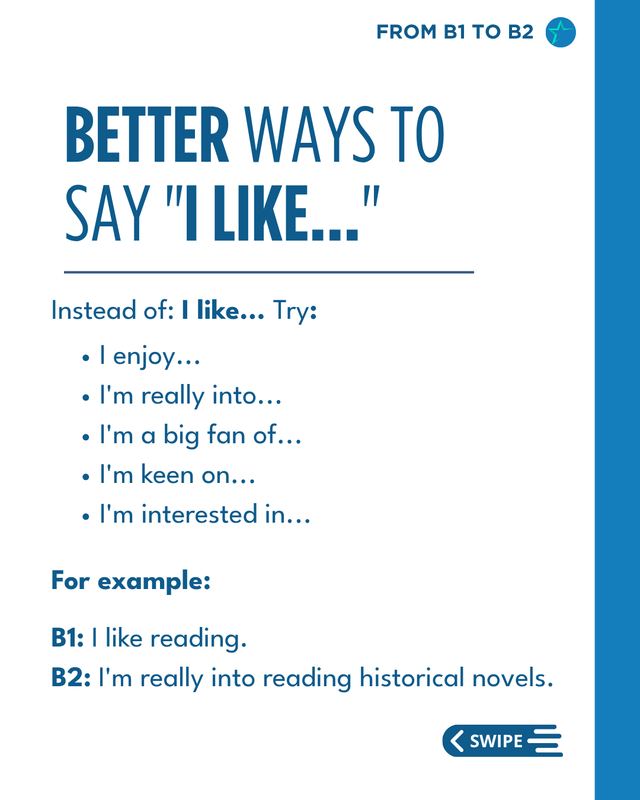 FROM B1 TO B2
BETTER WAYS TO
SAY "I LIKE..."
Instead of: I like... Try:
• I enjoy...
• I'm really into...
• I'm a big fan of...
• I'm keen on...
• I'm interested in...
For example:
B1: I like reading.
B2: I'm really into reading historical novels.
SWIPE